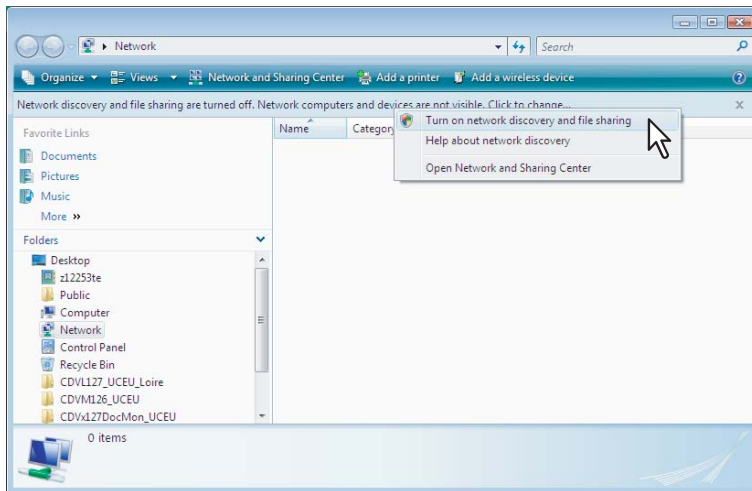 Network
Search
Organize Views Network and Sharing Center Add a printer Add a wireless device
Network discovery and file sharing are turned off. Network computers and devices are not visible. Click to change...
Turn on network discovery and file sharing
Help about network discovery
Open Network and Sharing Center
Name Category
Favorite Links
Documents
Pictures
Music
More »
Folders
Desktop
z12253te
Public
Computer
Network
Control Panel
Recycle Bin
CDVL127_UCEU_Loire
CDVM126_UCEU
CDVx127DocMon_UCEU
0 items